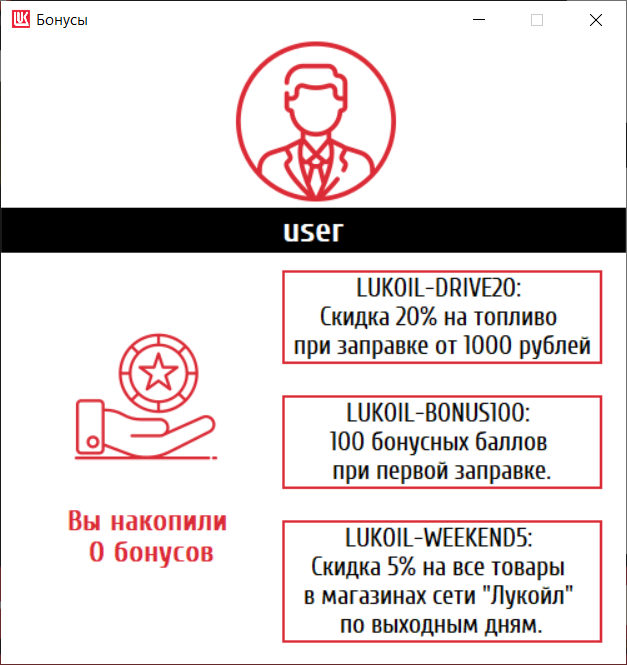 LUK Бонусы
user
LUKOIL-DRIVE20:
Скидка 20% на топливо
при заправке от 1000 рублей
LUKOIL-BONUS100:
100 бонусных баллов
при первой заправке.
Вы накопили
0 бонусов
LUKOIL-WEEKEND5:
Скидка 5% на все товары
в магазинах сети "Лукойл"
по выходным дням.